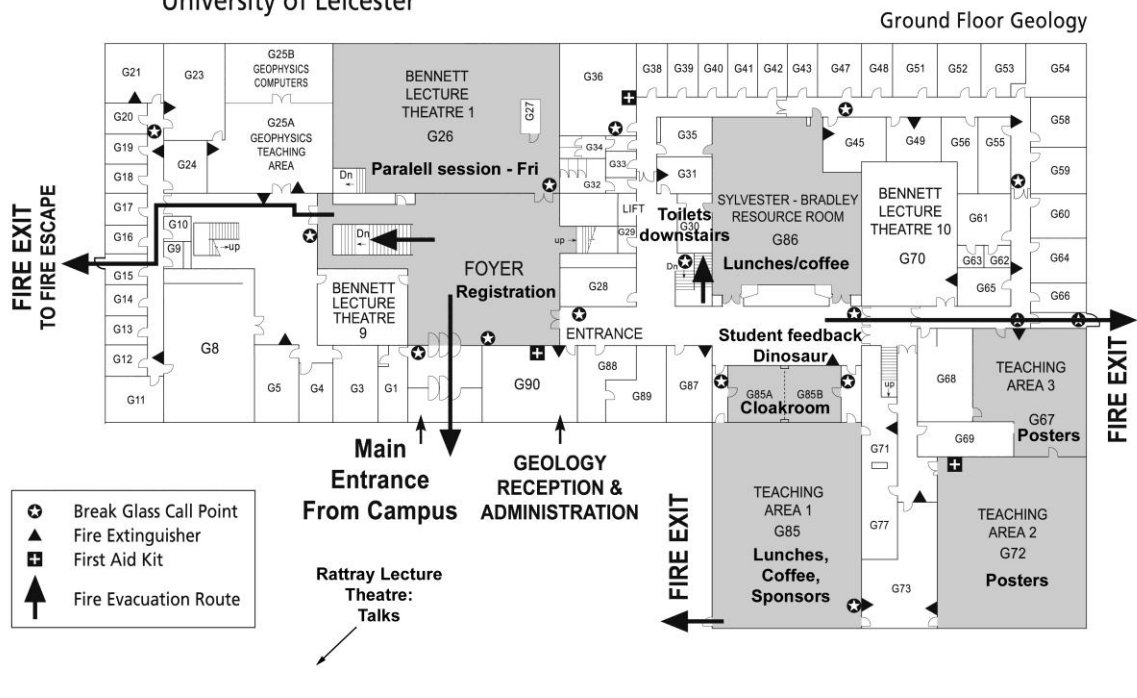 University of Leicester
Ground Floor Geology
G21
G23
G25B
GEOPHYSICS
COMPUTERS
BENNETT
LECTURE
THEATRE 1
G26
G27
Paralell session - Fri
G36
G38
G39
G40
G41
G42
G43
G47
G48
G51
G52
G53
G54
G20
G19
G18
G17
G16
G15
G14
G13
G12
G11
G24
G25A
GEOPHYSICS
TEACHING
AREA
Dn
G34
G33
G32
G35
G31
G45
G49
G56
G55
G58
G59
G60
G64
G66
G10
G9
up
Dn
LIFT
G29
up
G30
Toilets
downstairs
Dn
SYLVESTER - BRADLEY
RESOURCE ROOM
G86
Lunches/coffee
BENNETT
LECTURE
THEATRE 10
G70
G61
G63
G62
G65
FIRE EXIT
TO FIRE ESCAPE
FOYER
Registration
BENNETT
LECTURE
THEATRE
9
G28
ENTRANCE
G8
G5
G4
G3
G1
G90
G88
G89
G87
Student feedback
Dinosaur
G85A
G85B
Cloakroom
up
G68
TEACHING
AREA 3
G67
Posters
G69
G71
FIRE EXIT
Main
Entrance
From Campus
GEOLOGY
RECEPTION &
ADMINISTRATION
FIRE EXIT
TEACHING
AREA 1
G85
Lunches,
Coffee,
Sponsors
G77
G73
TEACHING
AREA 2
G72
Posters
Break Glass Call Point
Fire Extinguisher
First Aid Kit
Fire Evacuation Route
Rattray Lecture
Theatre:
Talks